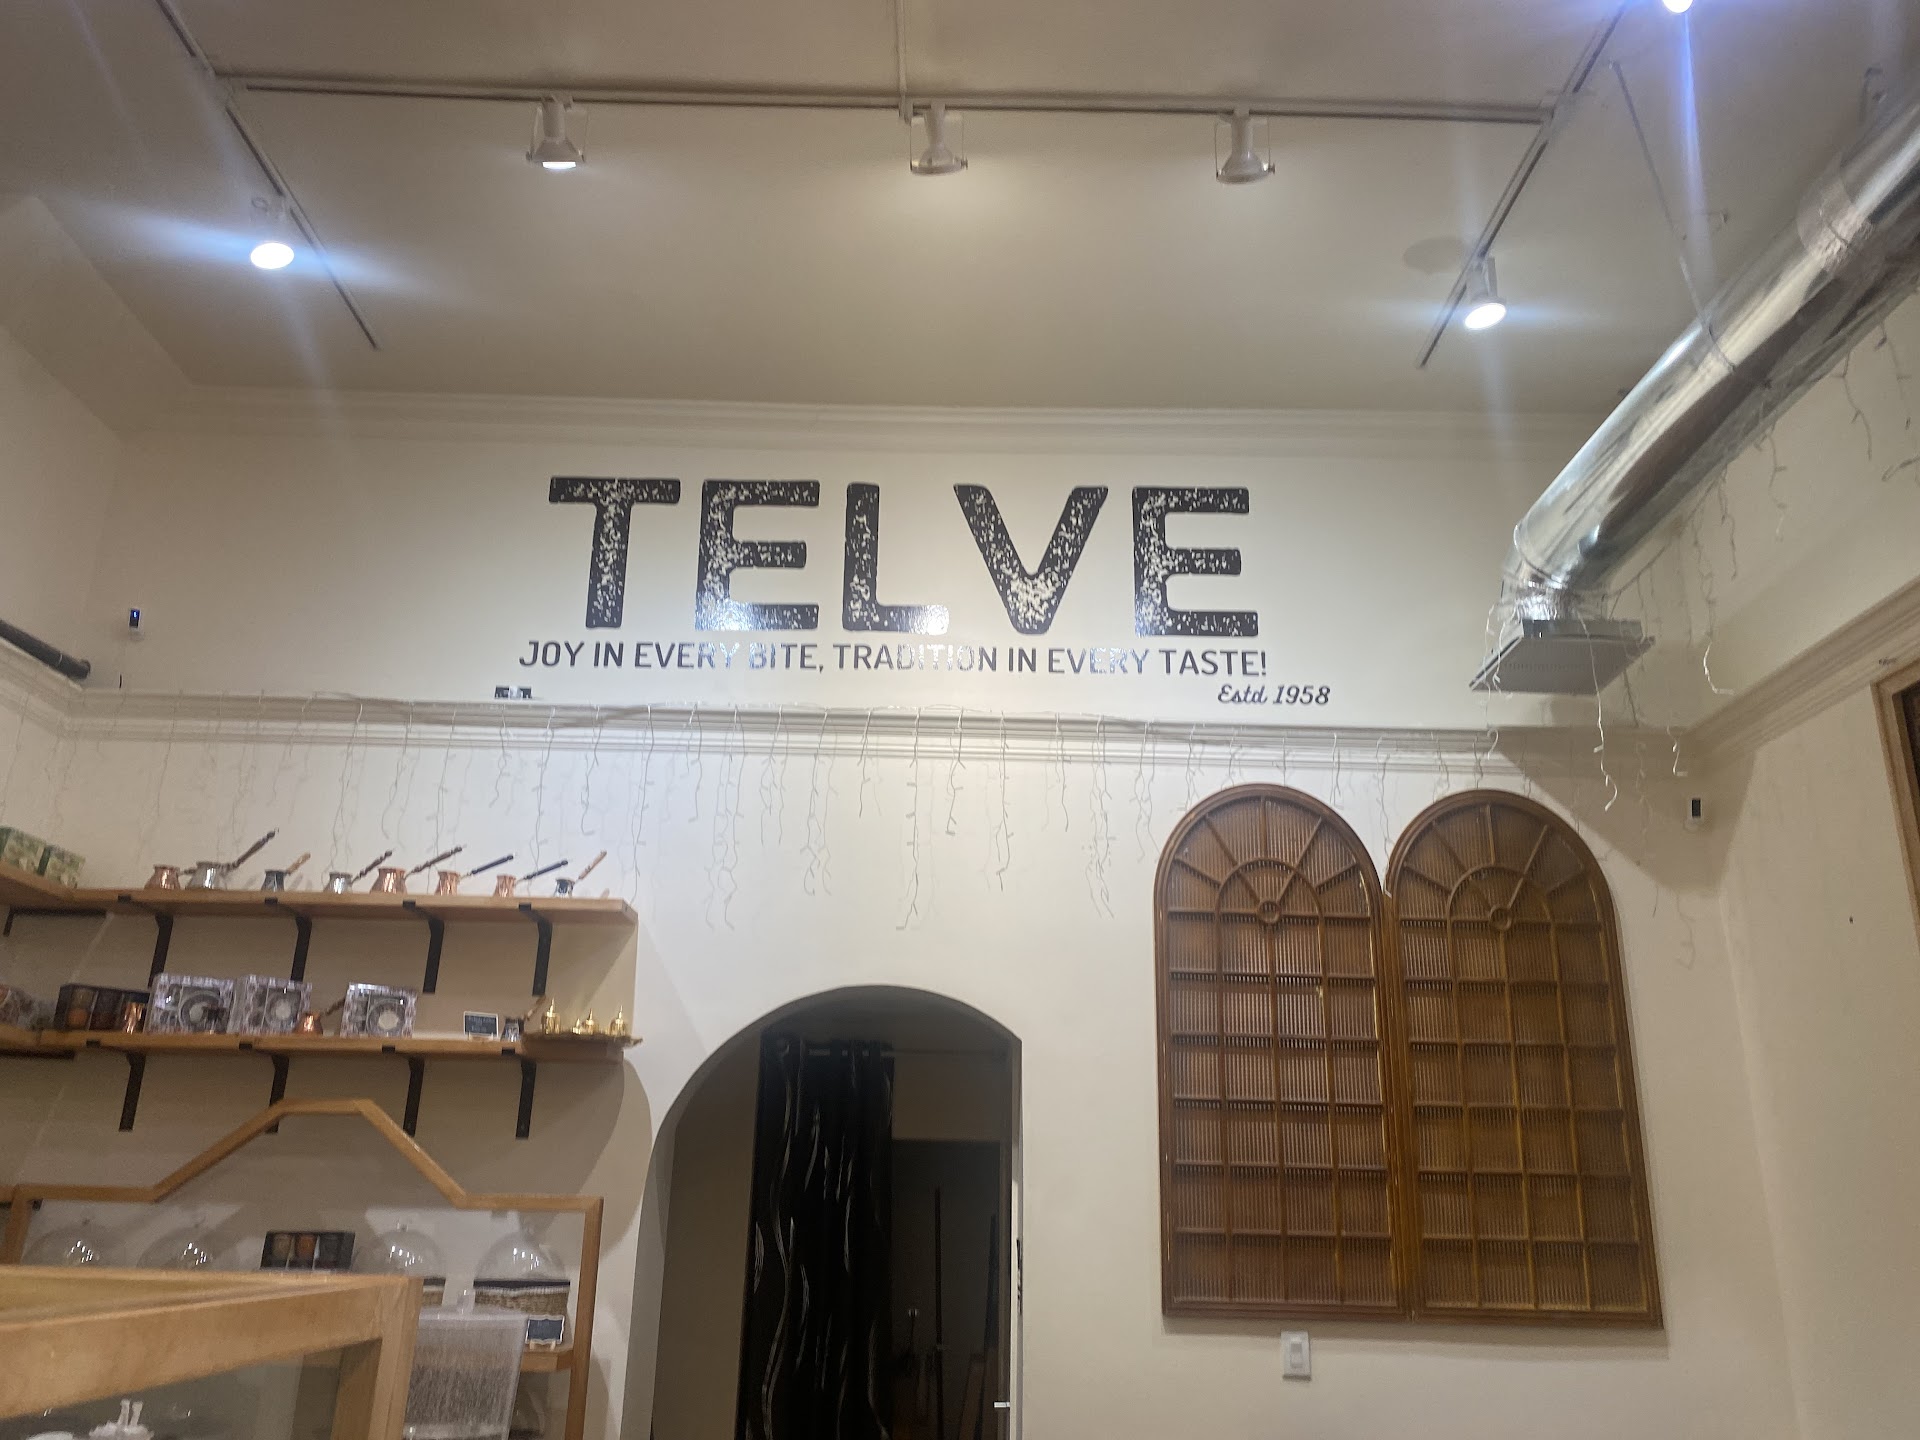 TELVE
JOY IN EVERY BITE, TRADITION IN EVERY TASTE!
Estd 1958